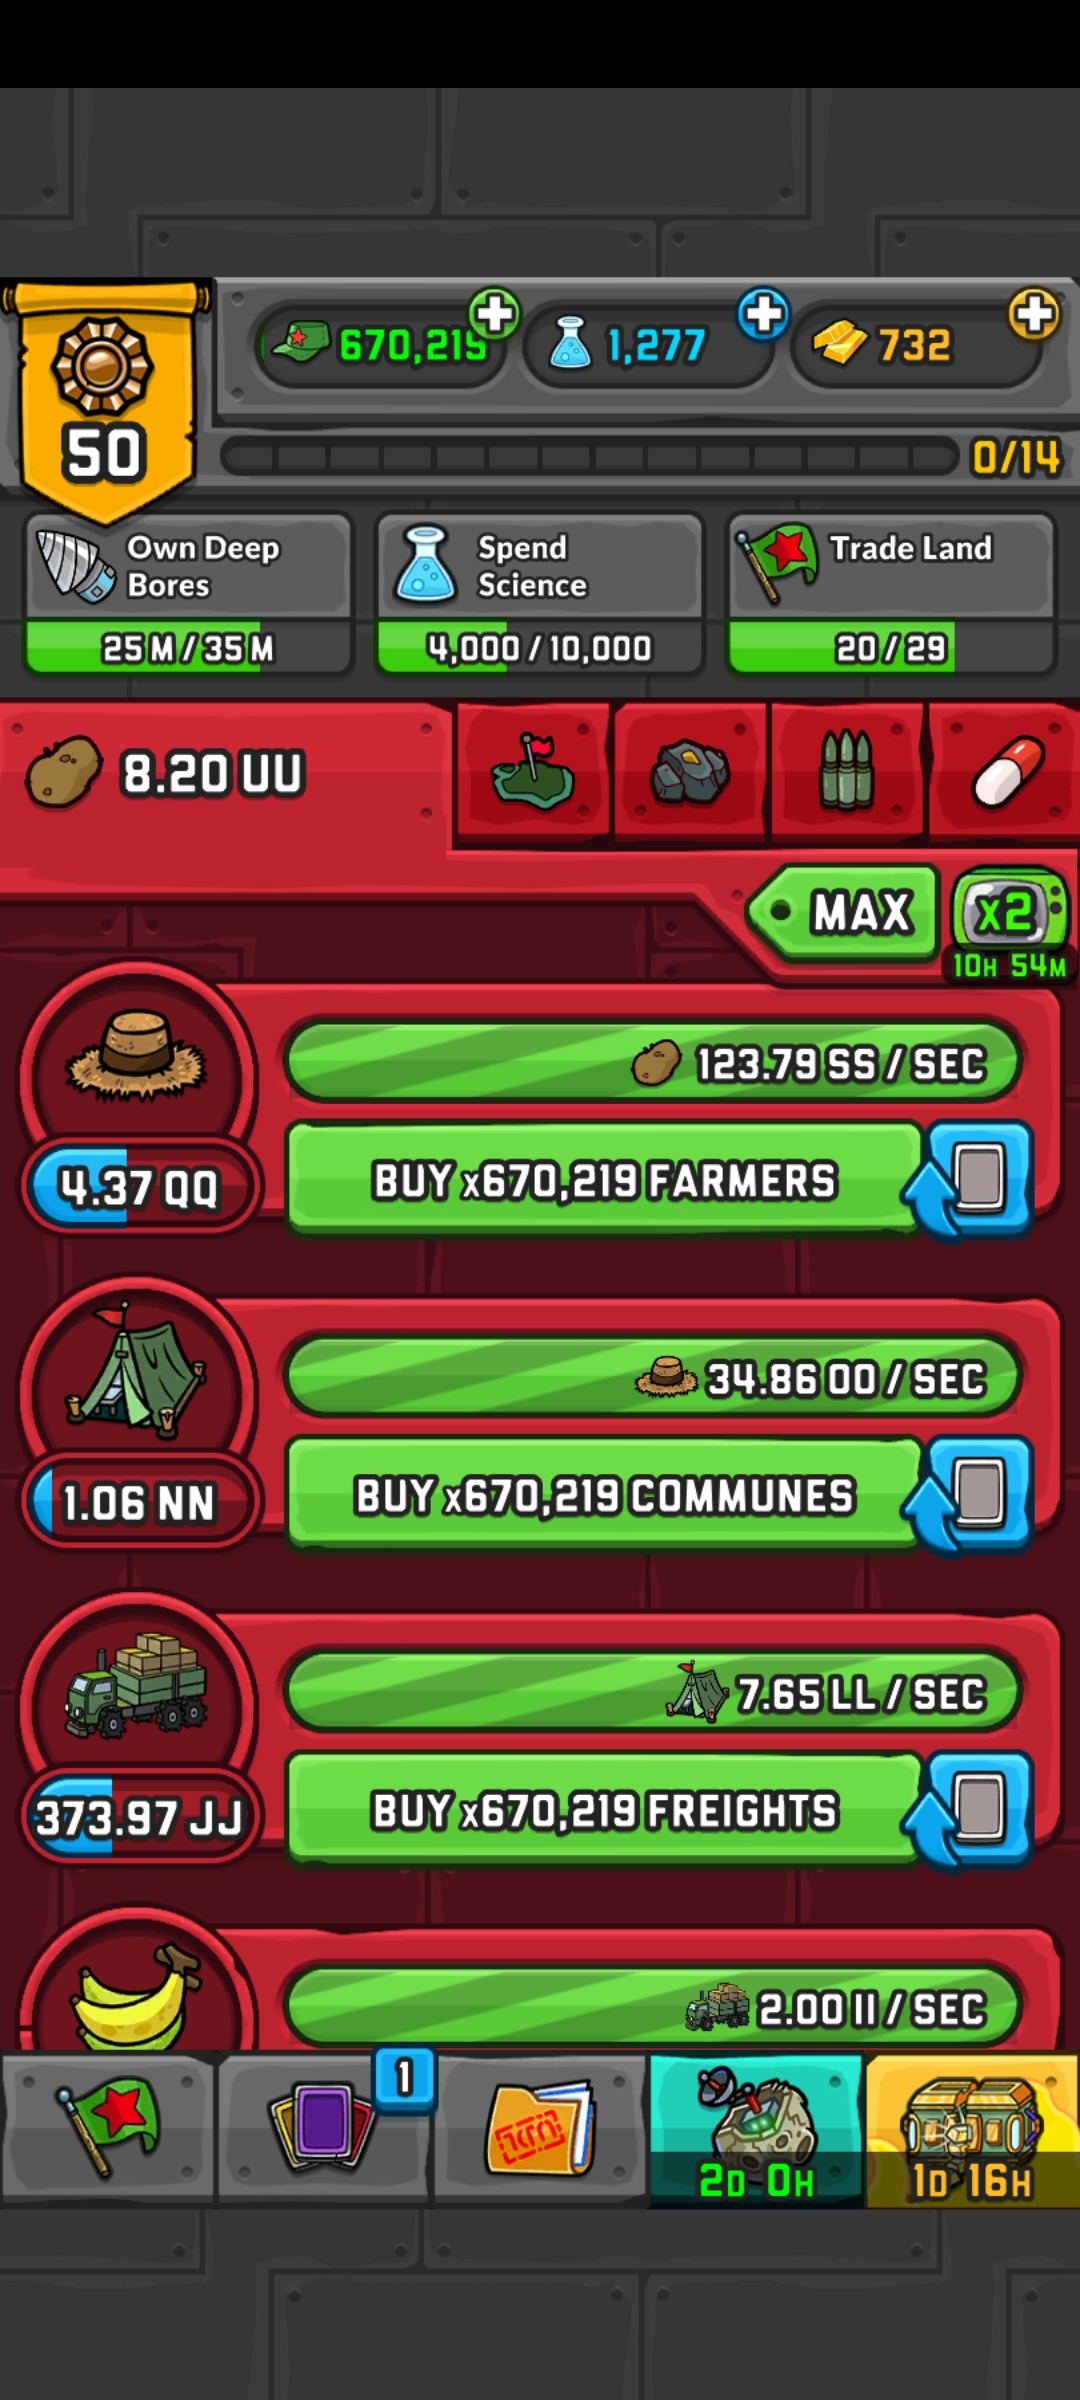 670,219
1,277
732
50
0/14
Own Deep
Bores
25 M / 35 M
Spend
Science
4,000 / 10,000
Trade Land
20 / 29
8.20 UU
MAX
x2
10H 54M
123.79 SS / SEC
4.37 QQ
BUY x670,219 FARMERS
34.86 OO / SEC
1.06 NN
BUY x670,219 COMMUNES
7.65 LL / SEC
373.97 JJ
BUY x670,219 FREIGHTS
2.00 II / SEC
1
2D 0H
1D 16H